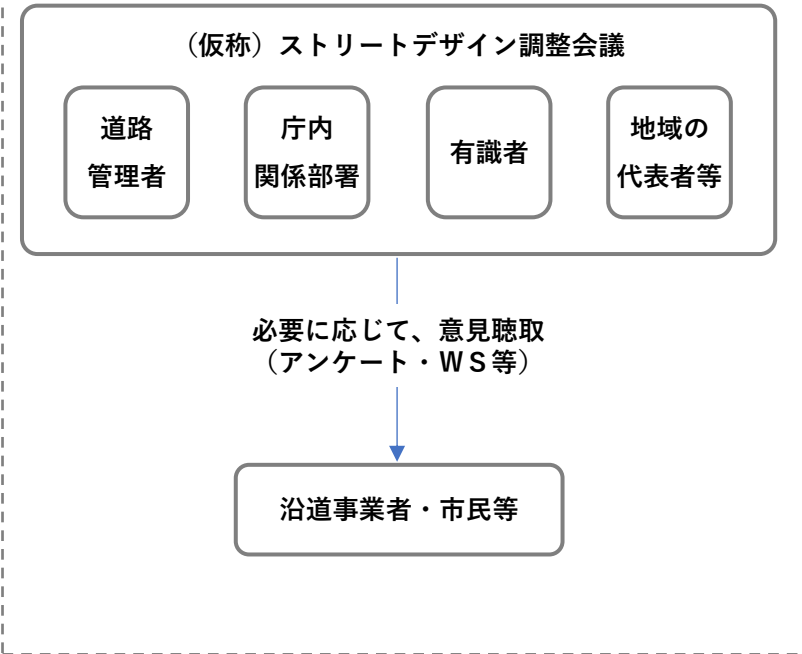 （仮称）ストリートデザイン調整会議
道路
管理者
庁内
関係部署
有識者
地域の
代表者等
必要に応じて、意見聴取
（アンケート・ＷＳ等）
沿道事業者・市民等